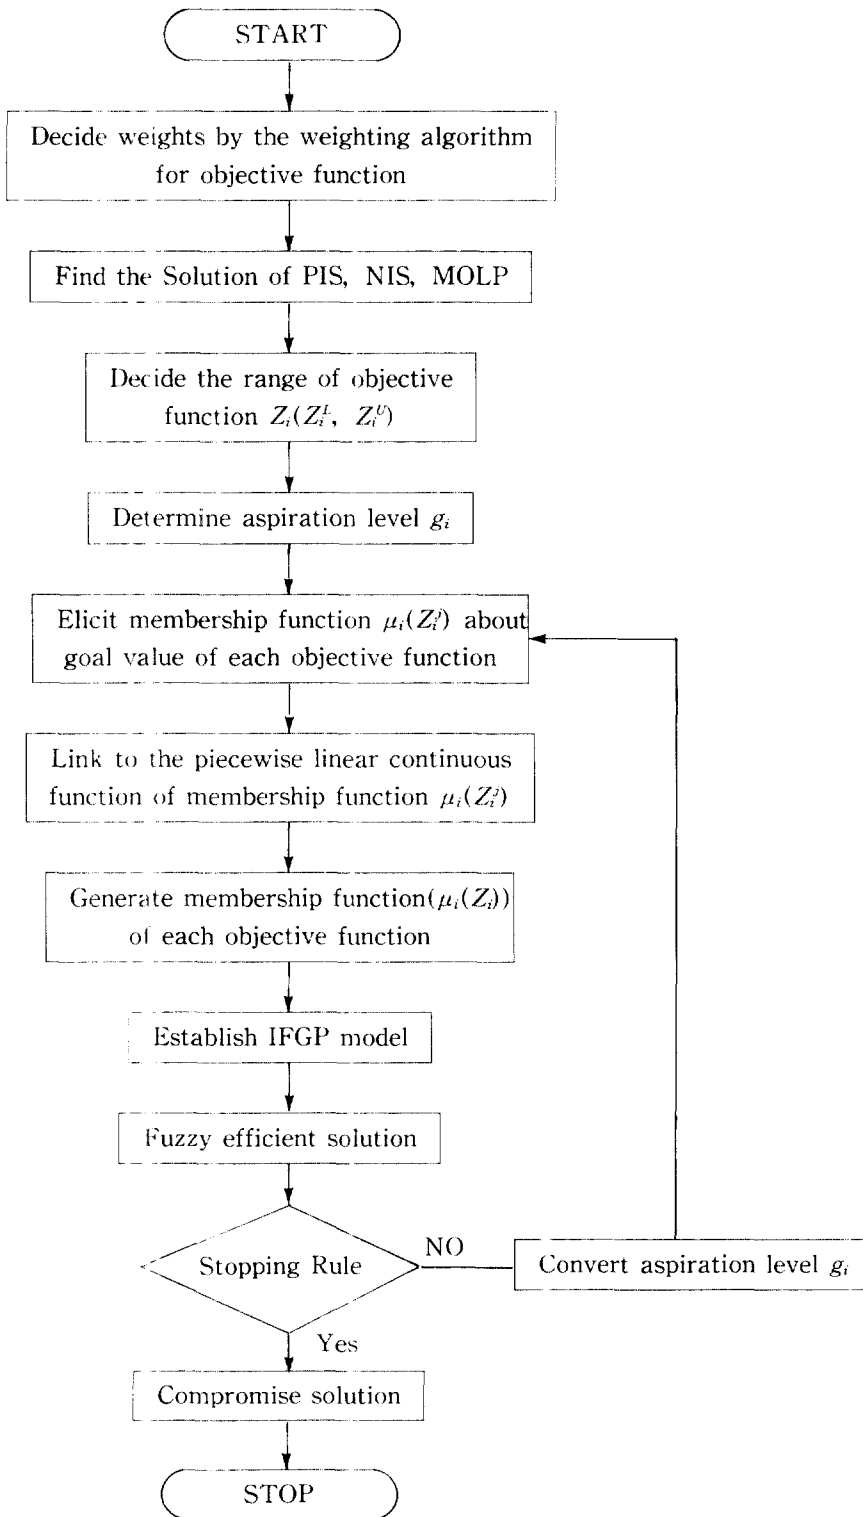 START
Decide weights by the weighting algorithm
for objective function
Find the Solution of PIS, NIS, MOLP
Decide the range of objective
function Z_i(Z_i^L, Z_i^U)
Determine aspiration level g_i
Elicit membership function μ_i(Z_i^j) about
goal value of each objective function
Link to the piecewise linear continuous
function of membership function μ_i(Z_i^j)
Generate membership function(μ_i(Z_i))
of each objective function
Establish IFGP model
Fuzzy efficient solution
Stopping Rule
NO
Convert aspiration level g_i
Yes
Compromise solution
STOP